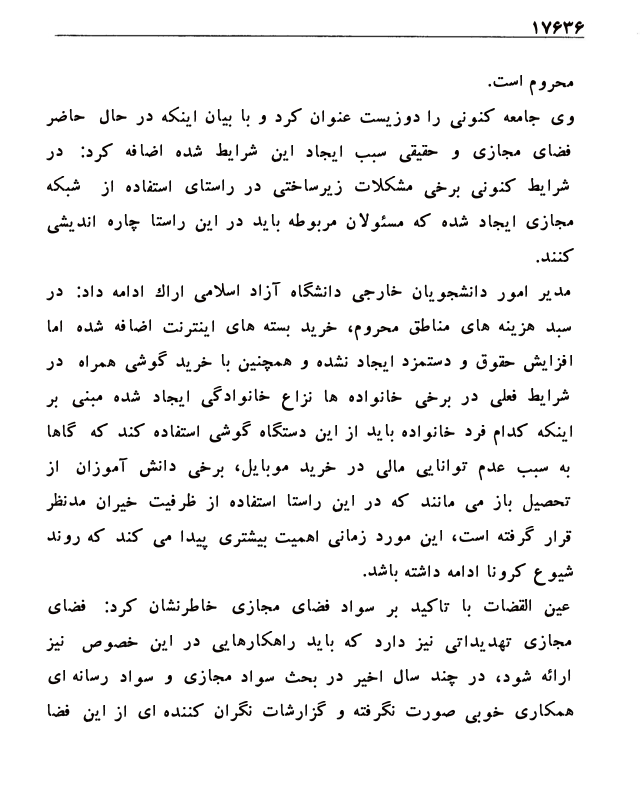 ۱۷۶۳۶
محروم است.
وی جامعه کنونی را دوزیست عنوان کرد و با بیان اینکه در حال حاضر
فضای مجازی و حقیقی سبب ایجاد این شرایط شده اضافه کرد: در
شرایط کنونی برخی مشکلات زیرساختی در راستای استفاده از شبکه
مجازی ایجاد شده که مسئولان مربوطه باید در این راستا چاره اندیشی
کنند.
مدیر امور دانشجویان خارجی دانشگاه آزاد اسلامی اراك ادامه داد: در
سبد هزینه های مناطق محروم، خرید بسته های اینترنت اضافه شده اما
افزایش حقوق و دستمزد ایجاد نشده و همچنین با خرید گوشی همراه در
شرایط فعلی در برخی خانواده ها نزاع خانوادگی ایجاد شده مبنی بر
اینکه کدام فرد خانواده باید از این دستگاه گوشی استفاده کند که گاها
به سبب عدم توانایی مالی در خرید موبایل، برخی دانش آموزان از
تحصیل باز می مانند که در این راستا استفاده از ظرفیت خیران مدنظر
قرار گرفته است، این مورد زمانی اهمیت بیشتری پیدا می کند که روند
شیوع کرونا ادامه داشته باشد.
عین القضات با تاکید بر سواد فضای مجازی خاطرنشان کرد: فضای
مجازی تهدیداتی نیز دارد که باید راهکارهایی در این خصوص نیز
ارائه شود، در چند سال اخیر در بحث سواد مجازی و سواد رسانه ای
همکاری خوبی صورت نگرفته و گزارشات نگران کننده ای از این فضا